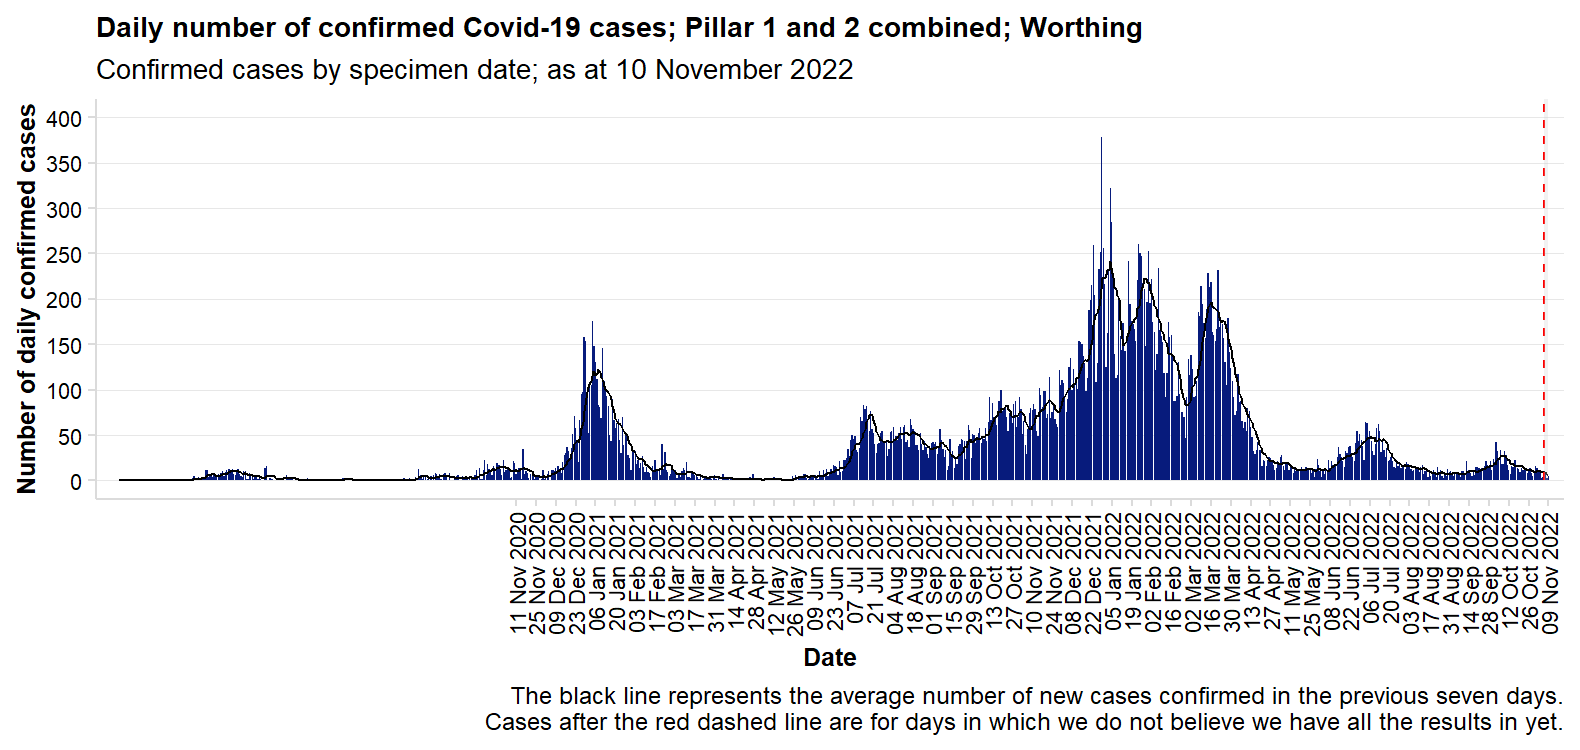 Daily number of confirmed Covid-19 cases; Pillar 1 and 2 combined; Worthing
Confirmed cases by specimen date; as at 10 November 2022
Number of daily confirmed cases
400
350
300
250
200
150
100
50
0
11 Nov 2020
25 Nov 2020
09 Dec 2020
23 Dec 2020
06 Jan 2021
20 Jan 2021
03 Feb 2021
17 Feb 2021
03 Mar 2021
17 Mar 2021
31 Mar 2021
14 Apr 2021
28 Apr 2021
12 May 2021
26 May 2021
09 Jun 2021
23 Jun 2021
07 Jul 2021
21 Jul 2021
04 Aug 2021
18 Aug 2021
01 Sep 2021
15 Sep 2021
29 Sep 2021
13 Oct 2021
27 Oct 2021
10 Nov 2021
24 Nov 2021
08 Dec 2021
22 Dec 2021
05 Jan 2022
19 Jan 2022
02 Feb 2022
16 Feb 2022
02 Mar 2022
16 Mar 2022
30 Mar 2022
13 Apr 2022
27 Apr 2022
11 May 2022
25 May 2022
08 Jun 2022
22 Jun 2022
06 Jul 2022
20 Jul 2022
03 Aug 2022
17 Aug 2022
31 Aug 2022
14 Sep 2022
28 Sep 2022
12 Oct 2022
26 Oct 2022
09 Nov 2022
Date
The black line represents the average number of new cases confirmed in the previous seven days.
Cases after the red dashed line are for days in which we do not believe we have all the results in yet.